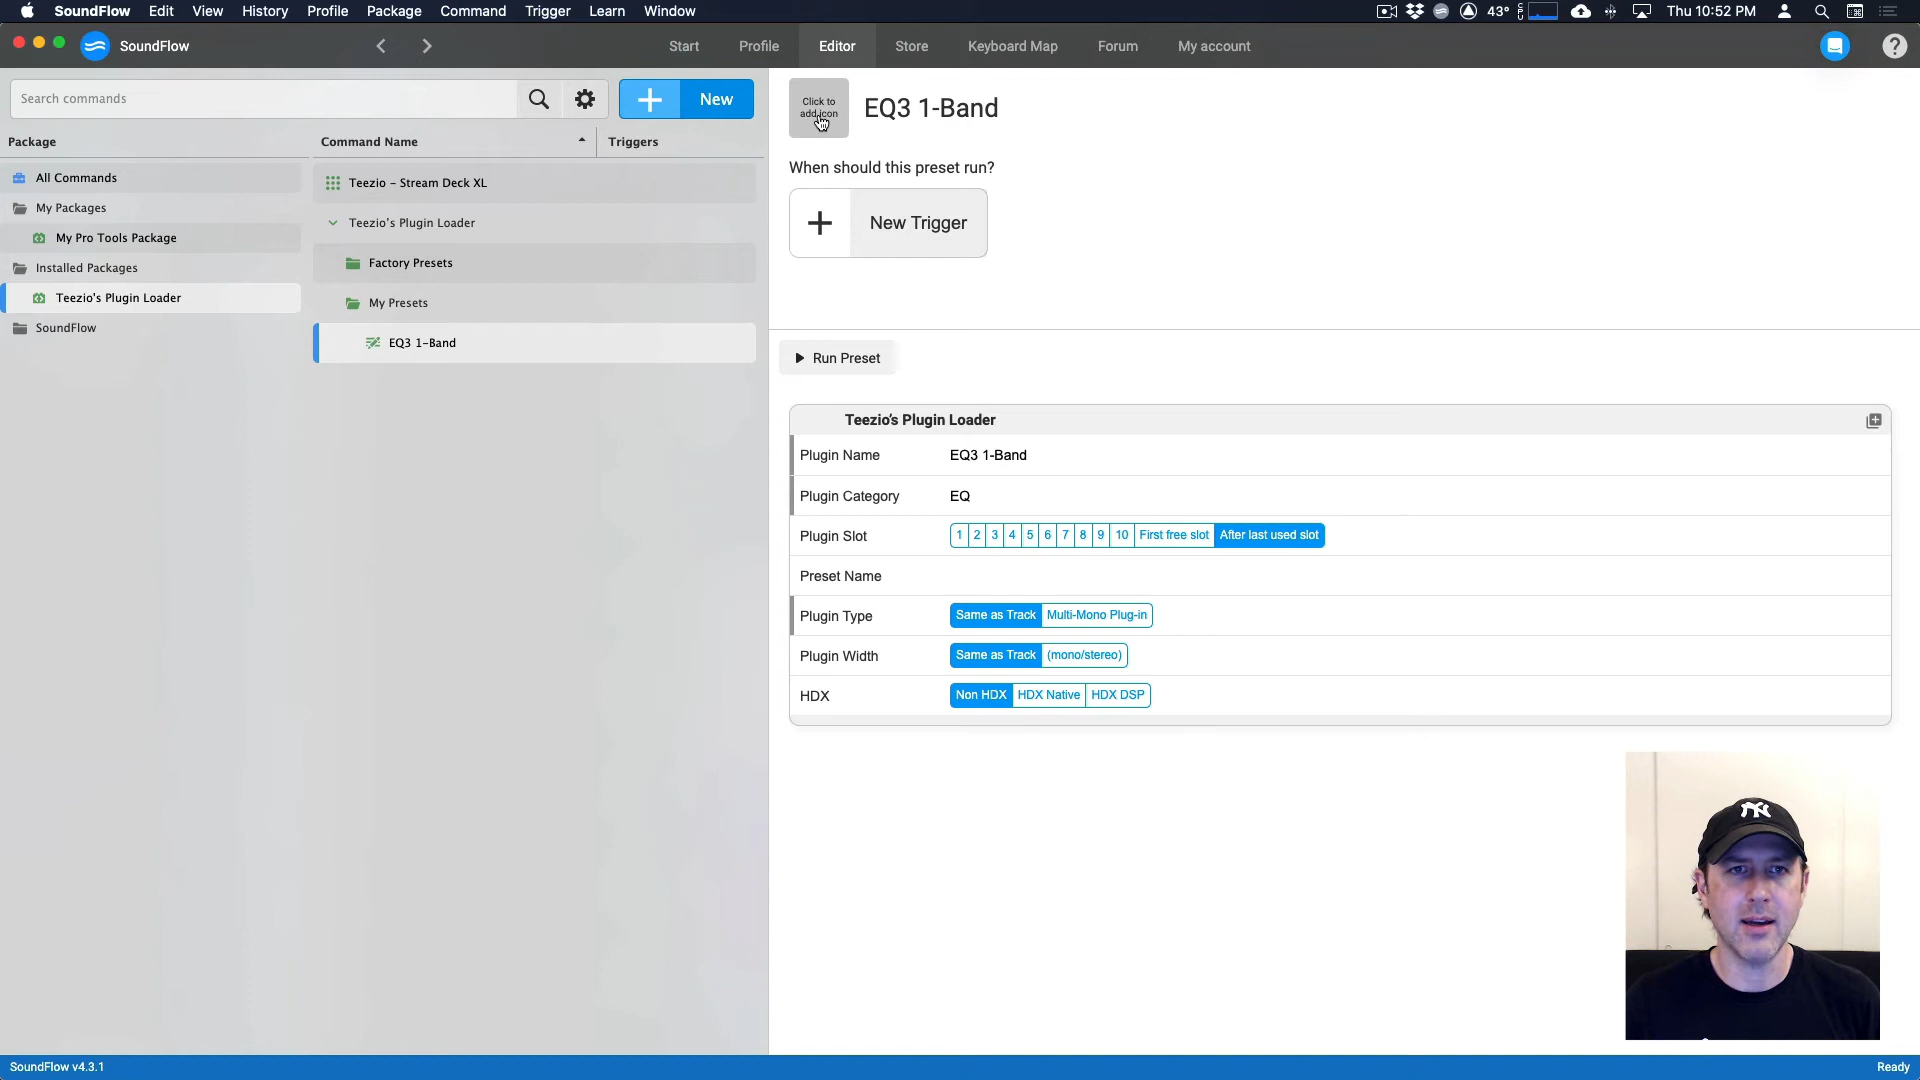 SoundFlow Edit View History Profile Package Command Trigger Learn Window 43° Thu 10:52 PM
SoundFlow Start Profile Editor Store Keyboard Map Forum My account
Search commands New
Package Command Name Triggers
All Commands
My Packages
My Pro Tools Package
Installed Packages
Teezio's Plugin Loader
SoundFlow
Teezio - Stream Deck XL
Teezio's Plugin Loader
Factory Presets
My Presets
EQ3 1-Band
Click to
add icon
EQ3 1-Band
When should this preset run?
New Trigger
Run Preset
Teezio's Plugin Loader
Plugin Name EQ3 1-Band
Plugin Category EQ
Plugin Slot 1 2 3 4 5 6 7 8 9 10 First free slot After last used slot
Preset Name
Plugin Type Same as Track Multi-Mono Plug-in
Plugin Width Same as Track (mono/stereo)
HDX Non HDX HDX Native HDX DSP
SoundFlow v4.3.1 Ready